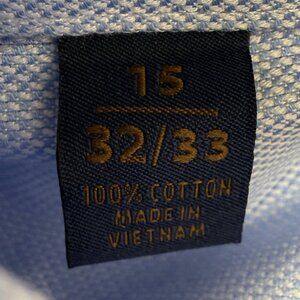 15
32/33
100% COTTON
MADE IN
VIETNAM